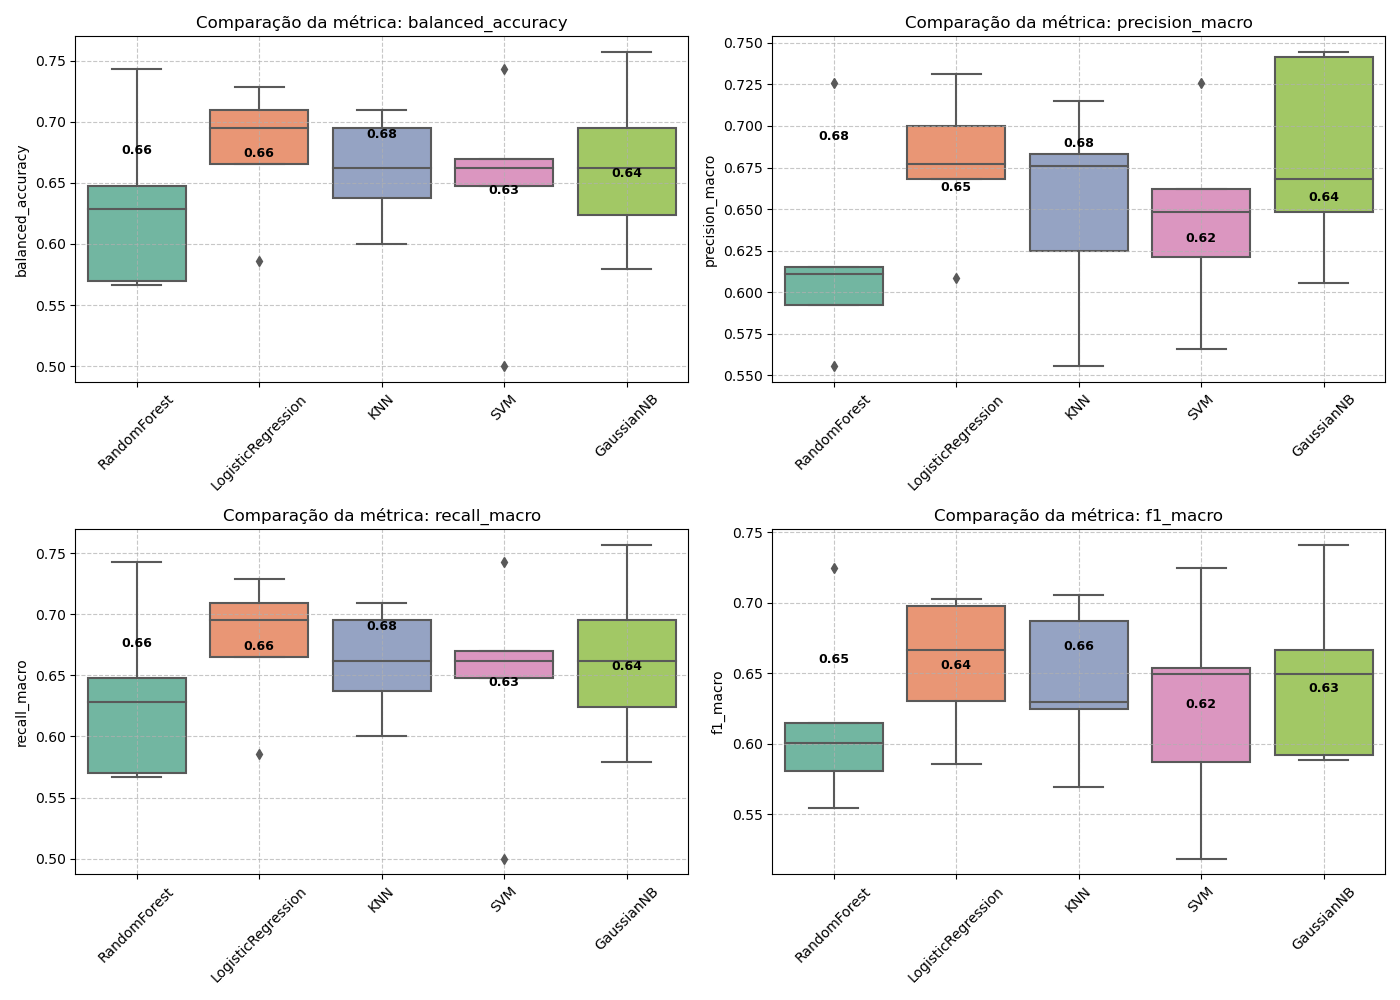 Comparação da métrica: balanced_accuracy
balanced_accuracy
0.75
0.70
0.65
0.60
0.55
0.50
0.66
0.66
0.68
0.63
0.64
RandomForest
LogisticRegression
KNN
SVM
GaussianNB
Comparação da métrica: precision_macro
precision_macro
0.750
0.725
0.700
0.675
0.650
0.625
0.600
0.575
0.550
0.68
0.65
0.68
0.62
0.64
RandomForest
LogisticRegression
KNN
SVM
GaussianNB
Comparação da métrica: recall_macro
recall_macro
0.75
0.70
0.65
0.60
0.55
0.50
0.66
0.66
0.68
0.63
0.64
RandomForest
LogisticRegression
KNN
SVM
GaussianNB
Comparação da métrica: f1_macro
f1_macro
0.75
0.70
0.65
0.60
0.55
0.65
0.64
0.66
0.62
0.63
RandomForest
LogisticRegression
KNN
SVM
GaussianNB